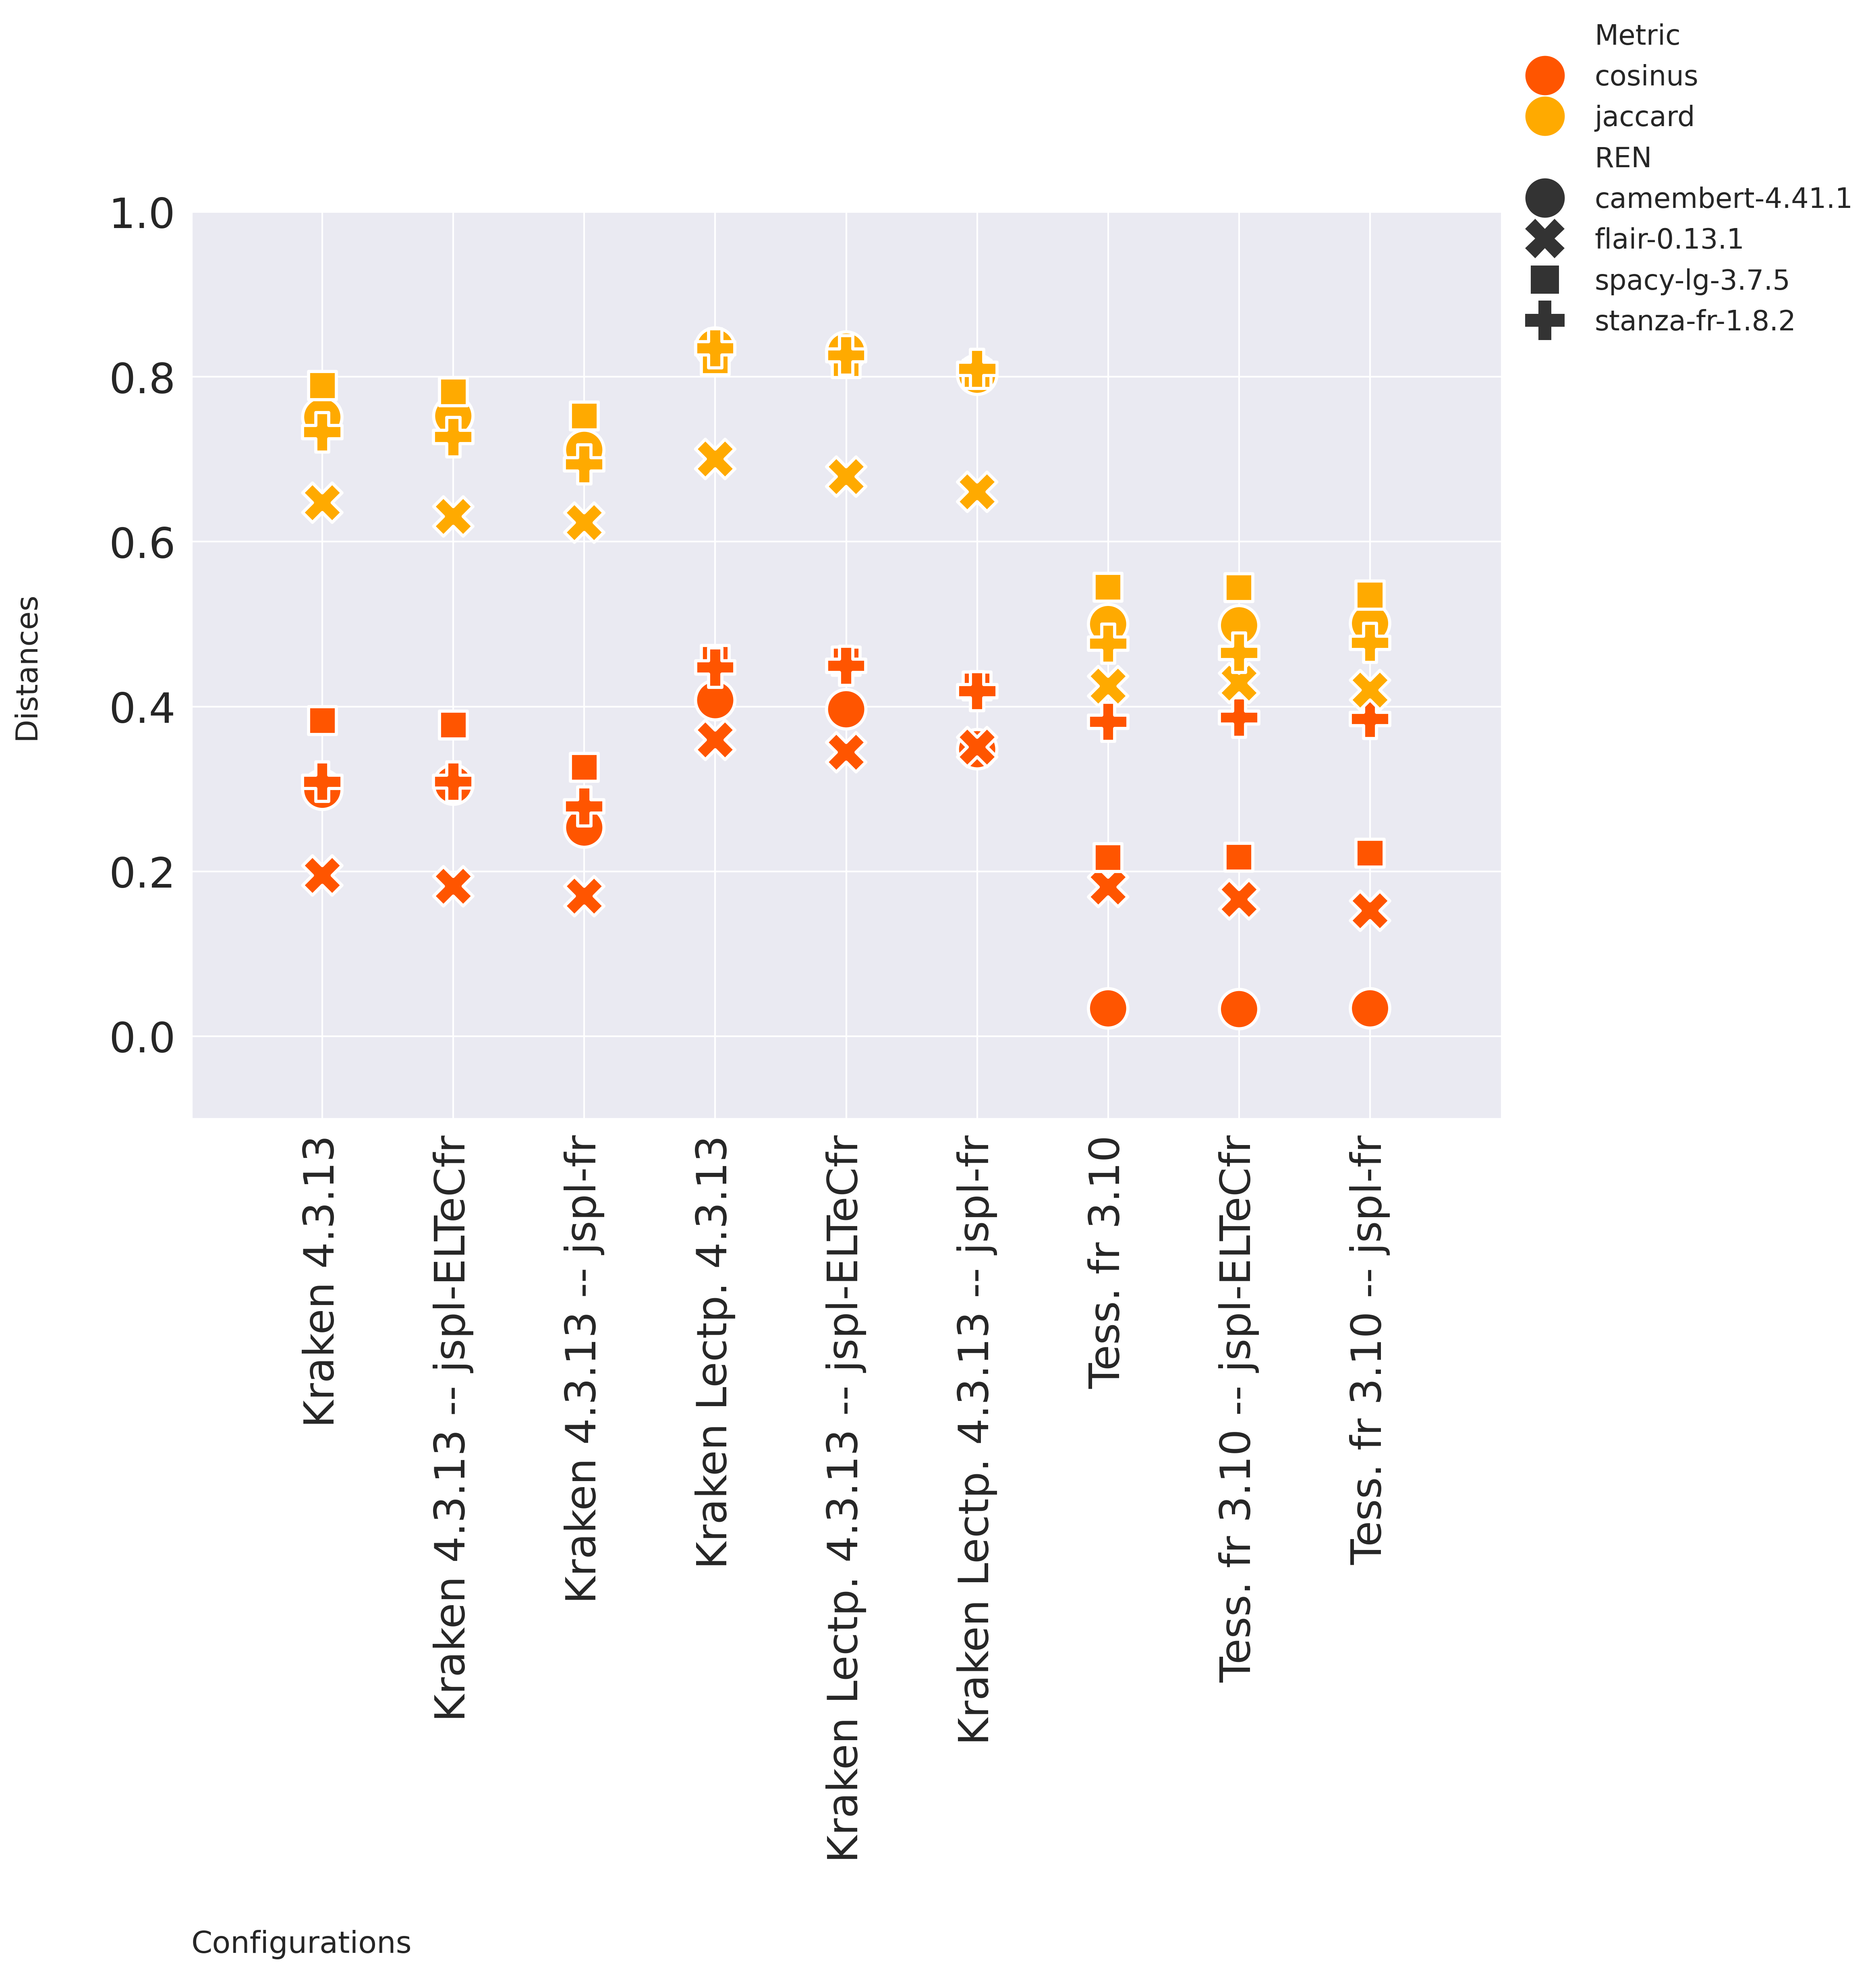 Metric
cosinus
jaccard
REN
camembert-4.41.1
flair-0.13.1
spacy-lg-3.7.5
stanza-fr-1.8.2
1.0
0.8
0.6
0.4
0.2
0.0
Distances
Kraken 4.3.13
Kraken 4.3.13 -- jspl-ELTeCfr
Kraken 4.3.13 -- jspl-fr
Kraken Lectp. 4.3.13
Kraken Lectp. 4.3.13 -- jspl-ELTeCfr
Kraken Lectp. 4.3.13 -- jspl-fr
Tess. fr 3.10
Tess. fr 3.10 -- jspl-ELTeCfr
Tess. fr 3.10 -- jspl-fr
Configurations